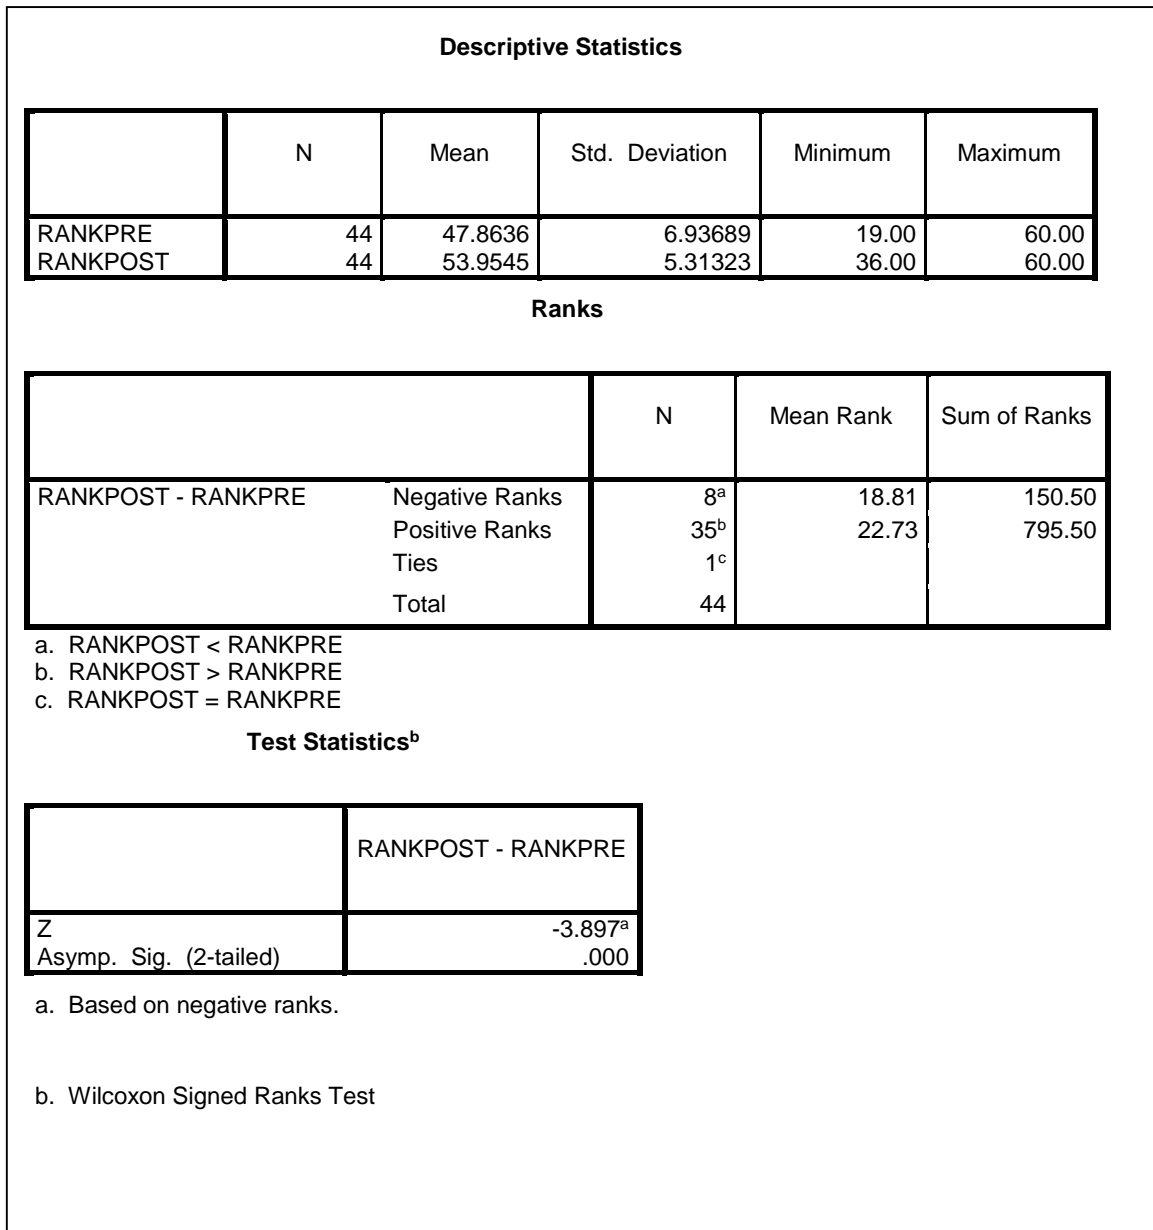 Descriptive Statistics
N Mean Std. Deviation Minimum Maximum
RANKPRE 44 47.8636 6.93689 19.00 60.00
RANKPOST 44 53.9545 5.31323 36.00 60.00
Ranks
N Mean Rank Sum of Ranks
RANKPOST - RANKPRE Negative Ranks 8a 18.81 150.50
Positive Ranks 35b 22.73 795.50
Ties 1c
Total 44
a. RANKPOST < RANKPRE
b. RANKPOST > RANKPRE
c. RANKPOST = RANKPRE
Test Statisticsb
RANKPOST - RANKPRE
Z -3.897a
Asymp. Sig. (2-tailed) .000
a. Based on negative ranks.
b. Wilcoxon Signed Ranks Test